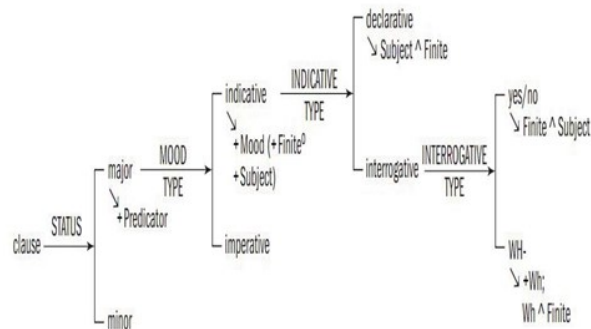 clause
STATUS
major
↘ + Predicator
minor
MOOD
TYPE
indicative
↘ +Mood (+Finite⁰
+Subject)
imperative
INDICATIVE
TYPE
declarative
↘ Subject ^ Finite
interrogative
INTERROGATIVE
TYPE
yes/no
↘ Finite ^ Subject
WH-
↘ +Wh;
Wh ^ Finite